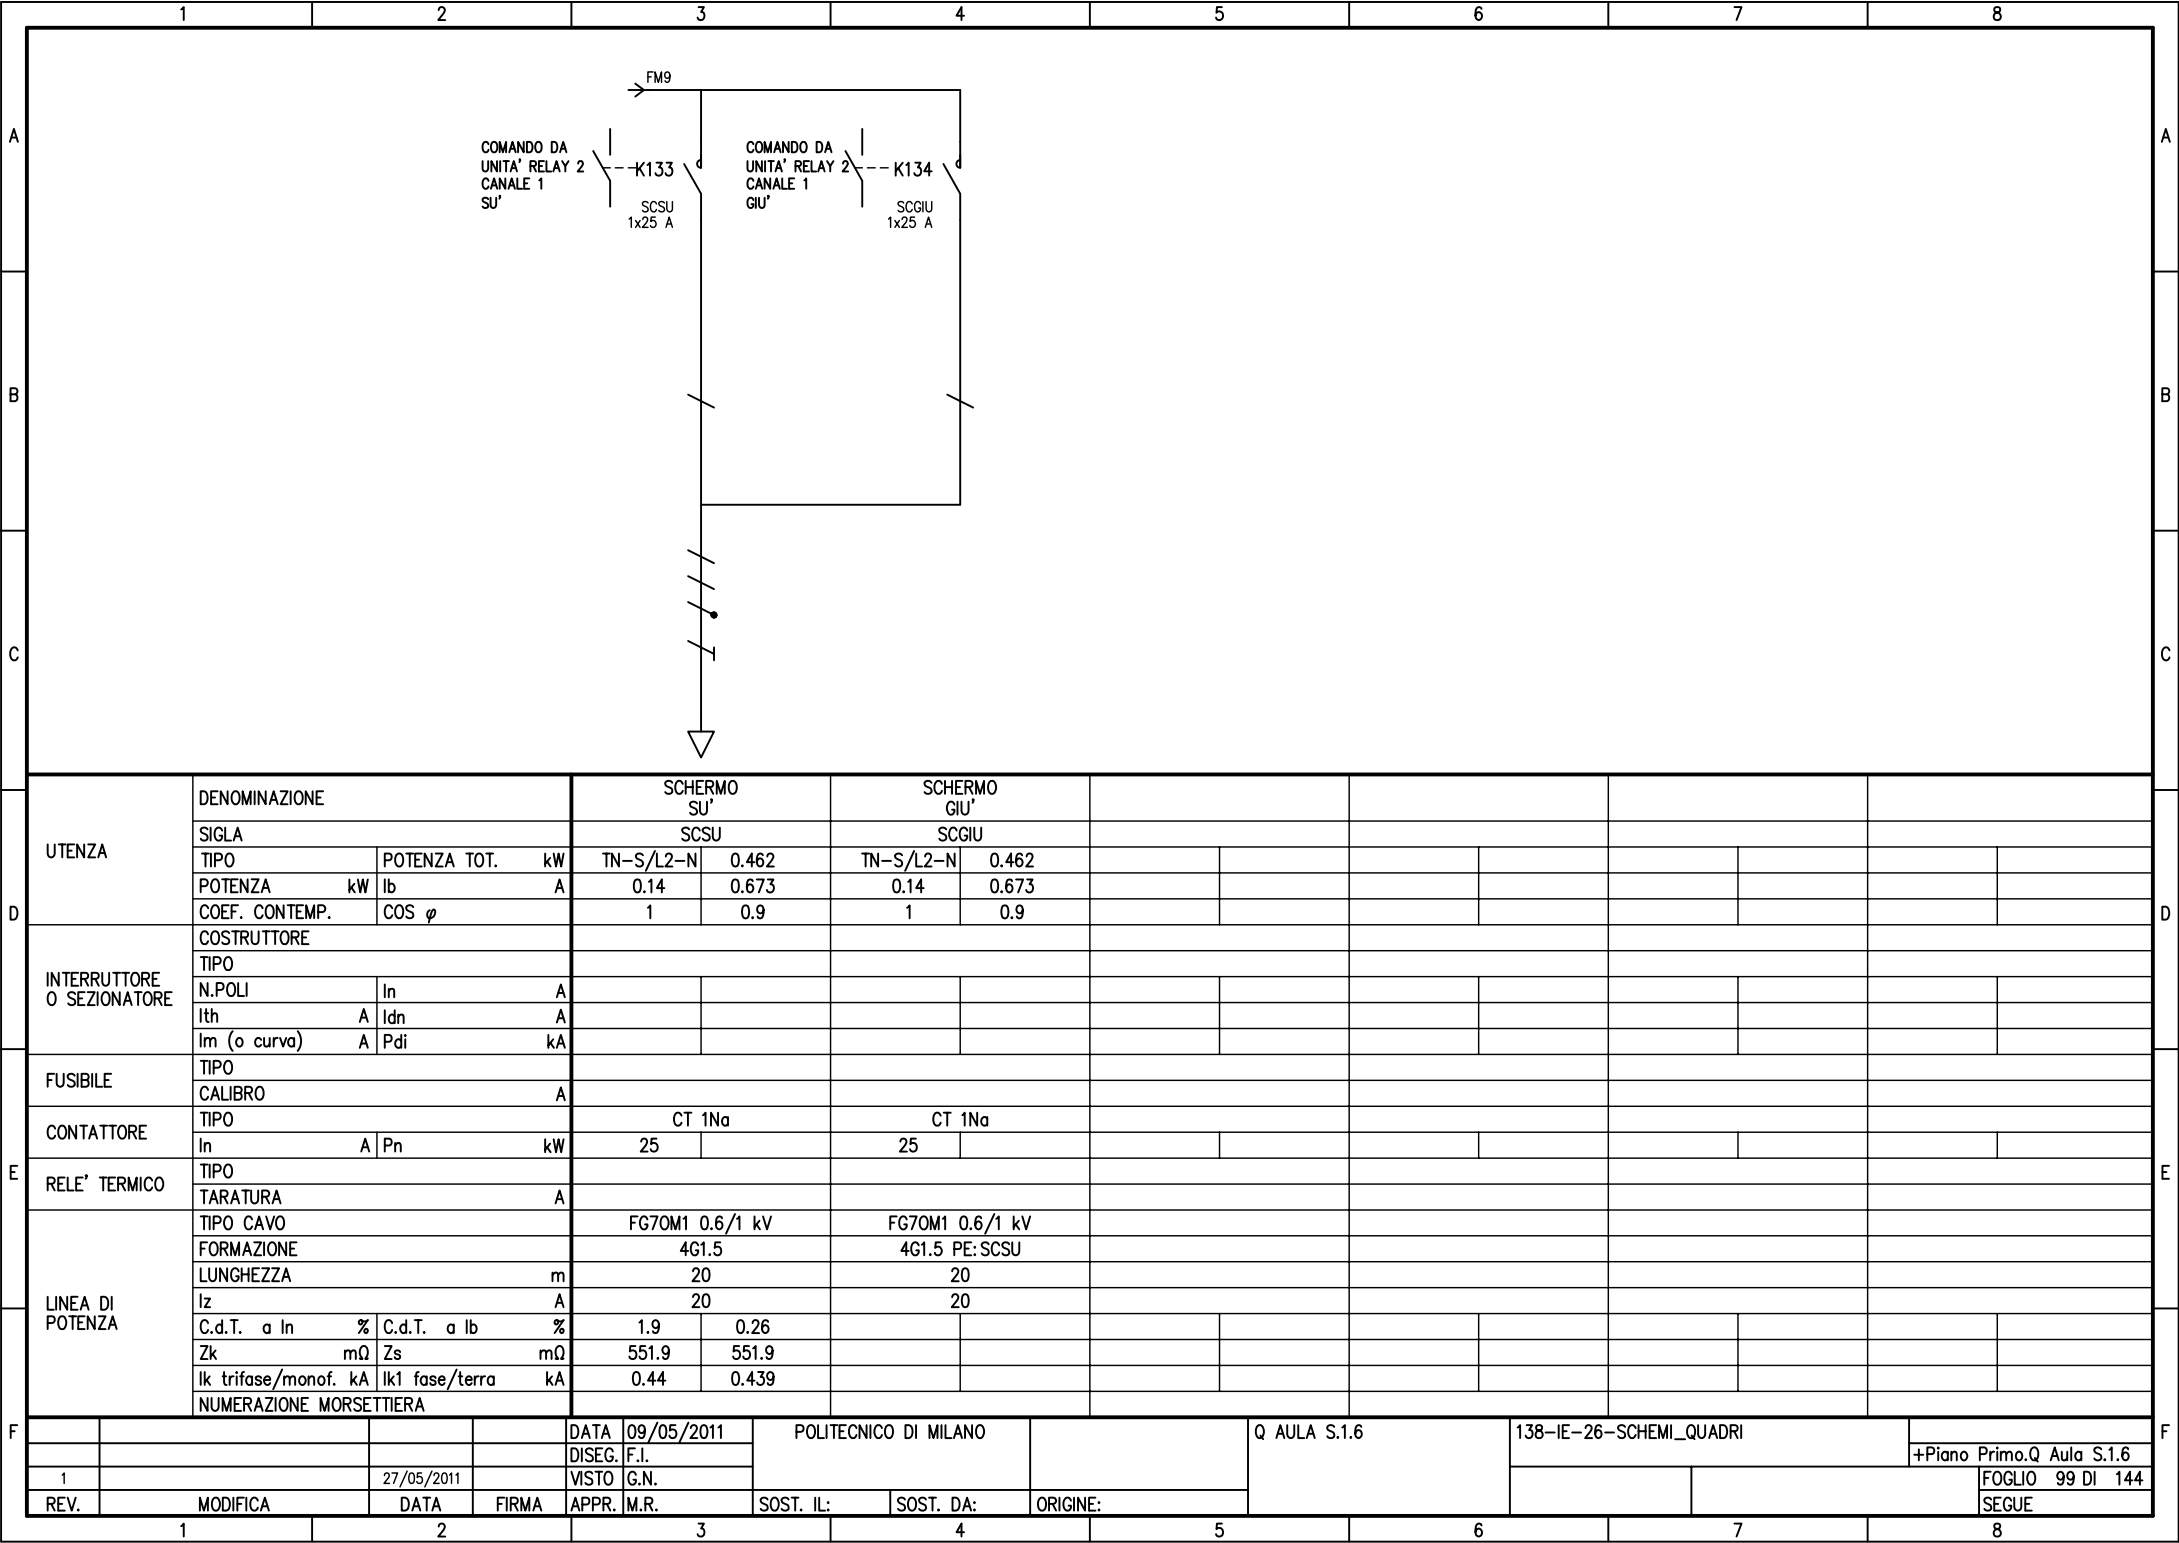 1 2 3 4 5 6 7 8
FM9
A A
COMANDO DA
UNITA' RELAY 2
CANALE 1
SU'
K133
SCSU
1x25 A
COMANDO DA
UNITA' RELAY 2
CANALE 1
GIU'
K134
SCGIU
1x25 A
B B
C C
D D
E E
F F
UTENZA
DENOMINAZIONE SCHERMO SU' SCHERMO GIU'
SIGLA SCSU SCGIU
TIPO POTENZA TOT. kW TN-S/L2-N 0.462 TN-S/L2-N 0.462
POTENZA kW Ib A 0.14 0.673 0.14 0.673
COEF. CONTEMP. COS φ 1 0.9 1 0.9
INTERRUTTORE
O SEZIONATORE
COSTRUTTORE
TIPO
N.POLI In A
Ith A Idn A
Im (o curva) A Pdi kA
FUSIBILE
TIPO
CALIBRO A
CONTATTORE
TIPO CT 1Na CT 1Na
In A Pn kW 25 25
RELE' TERMICO
TIPO
TARATURA A
LINEA DI
POTENZA
TIPO CAVO FG7OM1 0.6/1 kV FG7OM1 0.6/1 kV
FORMAZIONE 4G1.5 4G1.5 PE:SCSU
LUNGHEZZA m 20 20
Iz A 20 20
C.d.T. a In % C.d.T. a Ib % 1.9 0.26
Zk mΩ Zs mΩ 551.9 551.9
Ik trifase/monof. kA Ik1 fase/terra kA 0.44 0.439
NUMERAZIONE MORSETTIERA
DATA 09/05/2011 POLITECNICO DI MILANO Q AULA S.1.6 138-IE-26-SCHEMI_QUADRI
DISEG. F.I. +Piano Primo.Q Aula S.1.6
1 27/05/2011 VISTO G.N. FOGLIO 99 DI 144
REV. MODIFICA DATA FIRMA APPR. M.R. SOST. IL: SOST. DA: ORIGINE: SEGUE
1 2 3 4 5 6 7 8